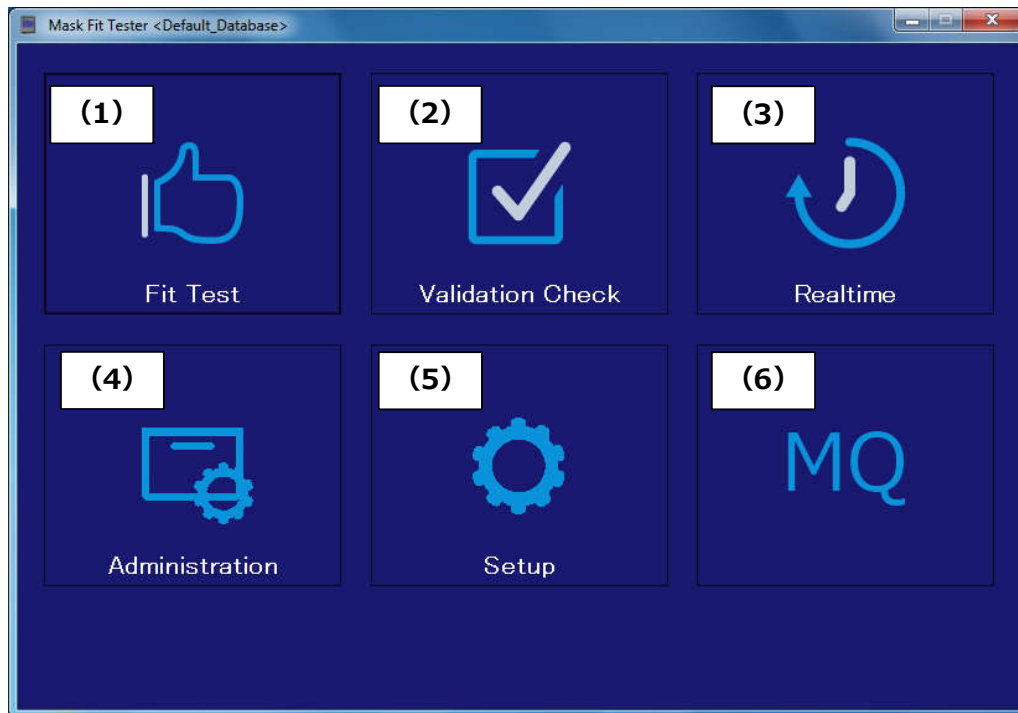 Mask Fit Tester <Default_Database>
(1)
(2)
(3)
Fit Test
Validation Check
Realtime
(4)
(5)
(6)
MQ
Administration
Setup